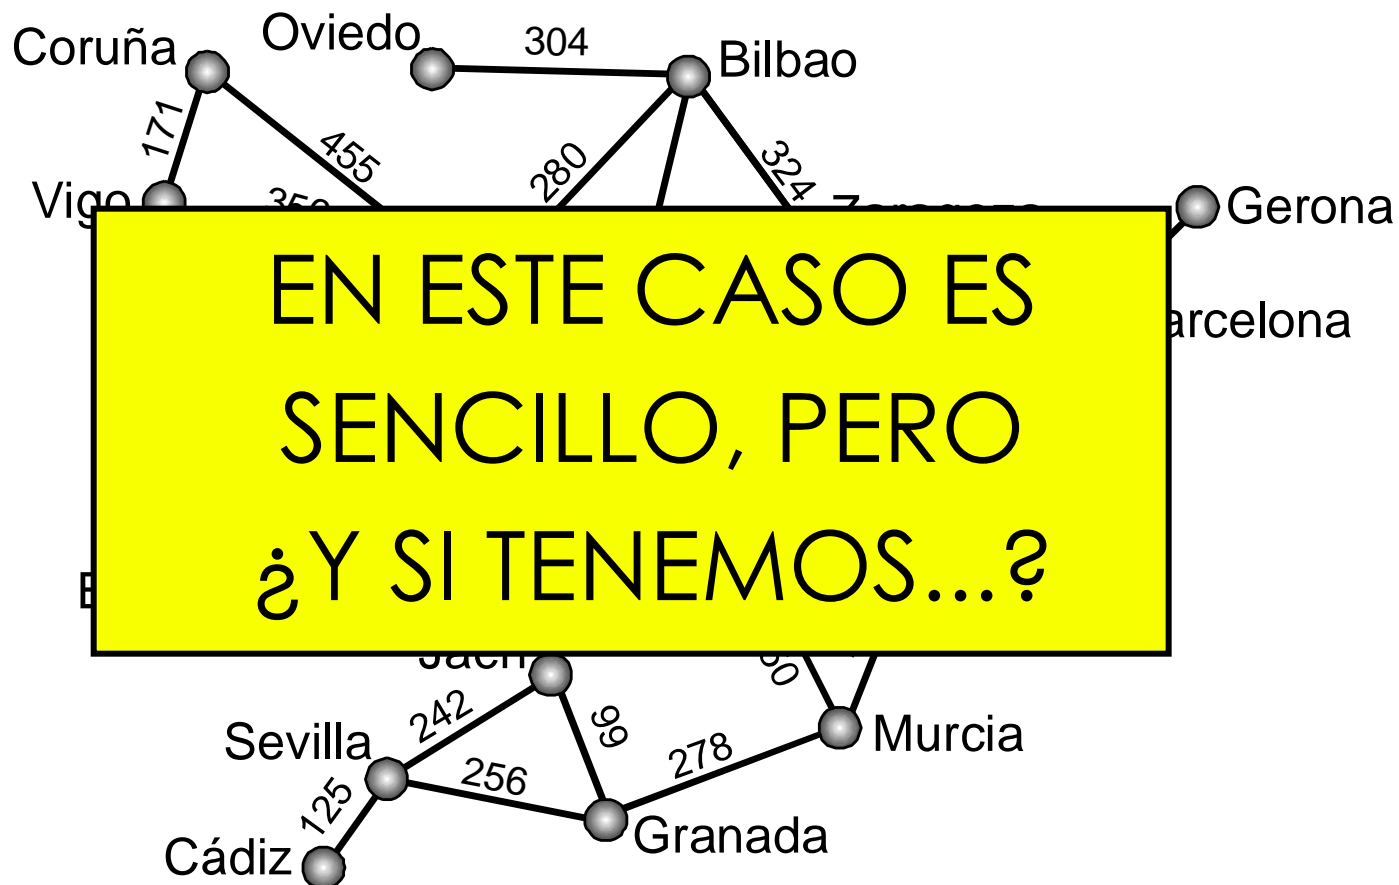 Oviedo 304 Bilbao
Coruña
171
455
280
324
Vigo
Gerona
EN ESTE CASO ES
SENCILLO, PERO
¿Y SI TENEMOS...?
242
99
278
Murcia
Sevilla
256
125
Granada
Cádiz